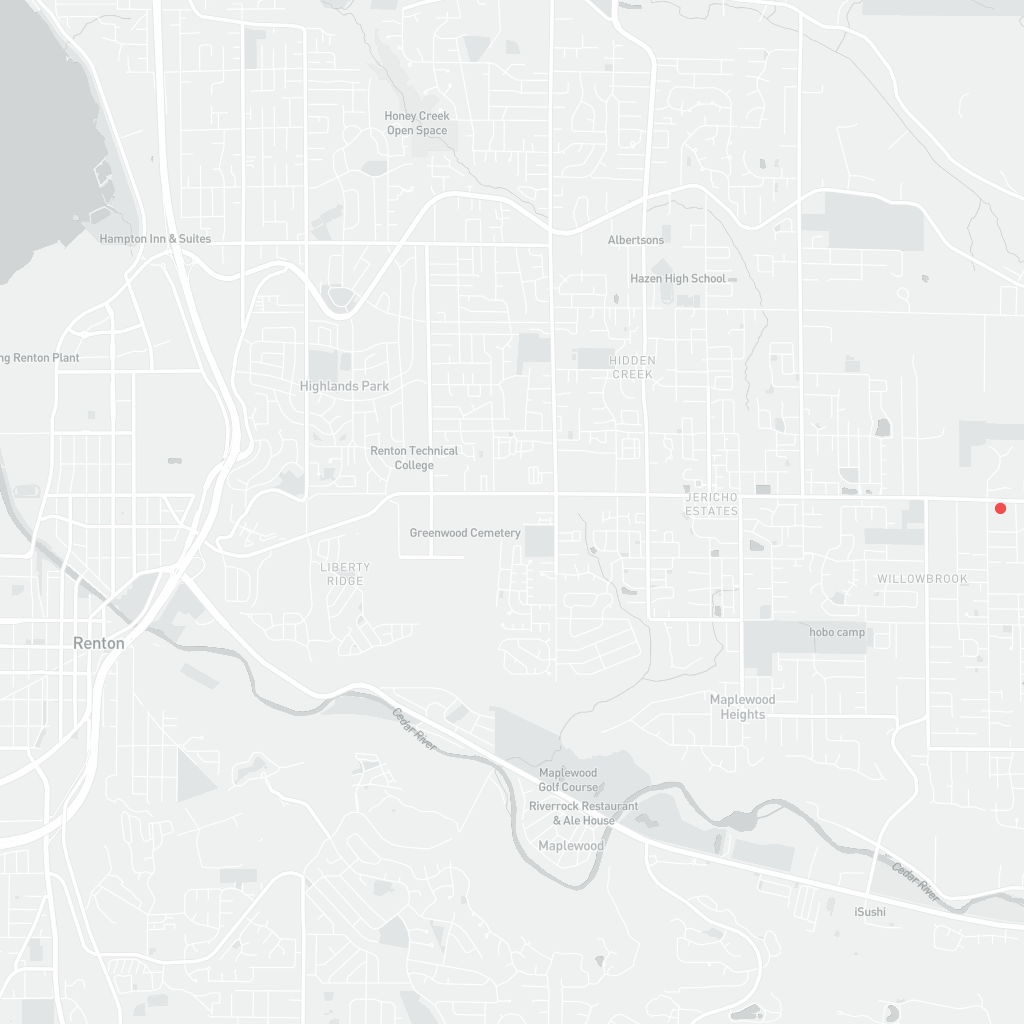 Honey Creek
Open Space
Hampton Inn & Suites
Albertsons
Hazen High School
ng Renton Plant
HIDDEN
CREEK
Highlands Park
Renton Technical
College
JERICHO
ESTATES
Greenwood Cemetery
LIBERTY
RIDGE
WILLOWBROOK
Renton
hobo camp
Maplewood
Heights
Cedar River
Maplewood
Golf Course
Riverrock Restaurant
& Ale House
Maplewood
Cedar River
iSushi